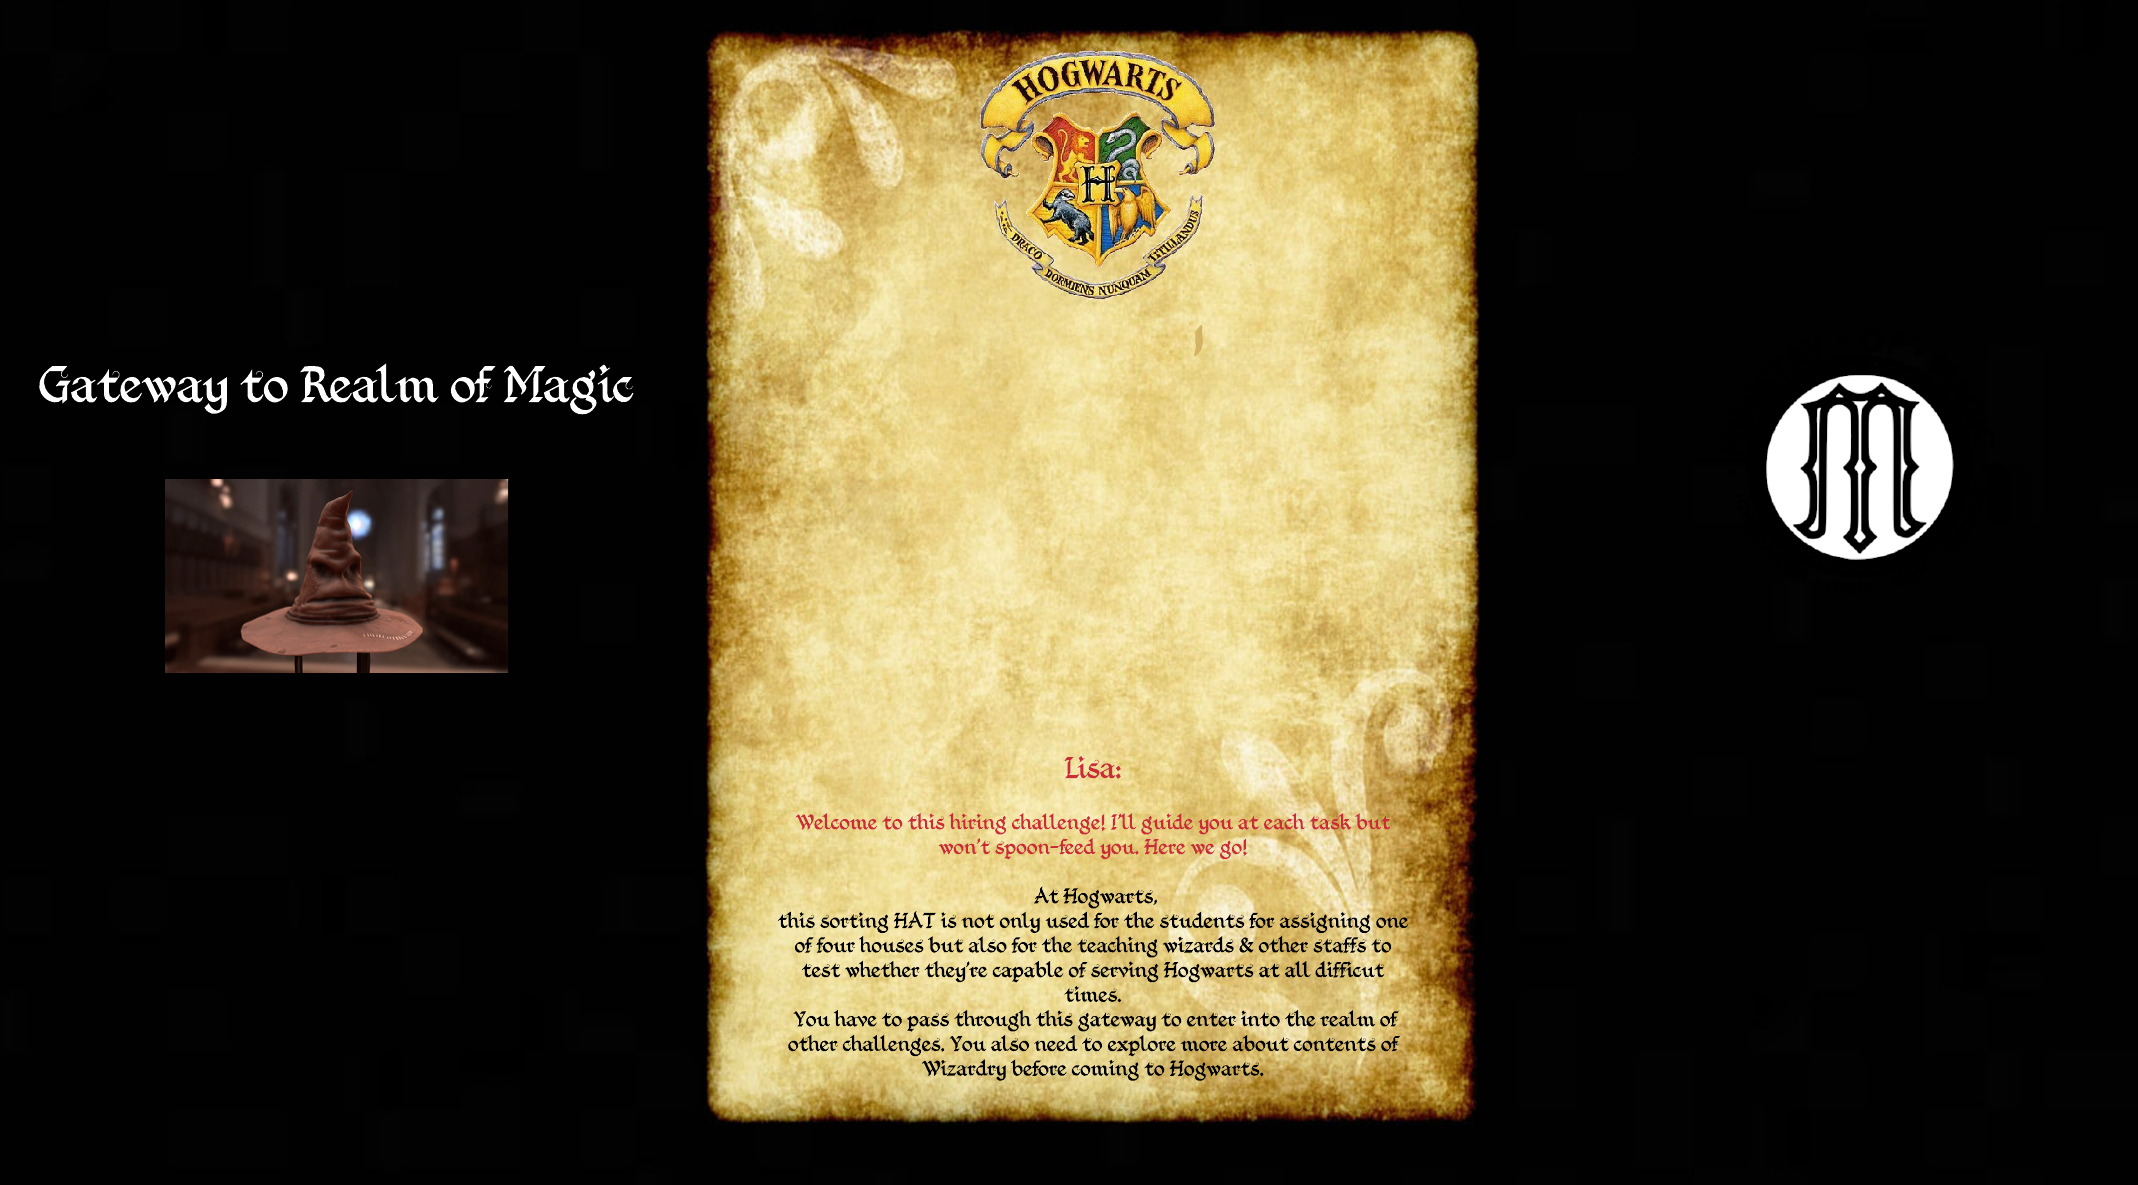 Gateway to Realm of Magic
HOGWARTS
H
DRACO DORMIENS NUNQUAM TITILLANDUS
M
Lisa:
Welcome to this hiring challenge! I'll guide you at each task but
won't spoon-feed you. Here we go!
At Hogwarts,
this sorting HAT is not only used for the students for assigning one
of four houses but also for the teaching wizards & other staffs to
test whether they're capable of serving Hogwarts at all difficut
times.
You have to pass through this gateway to enter into the realm of
other challenges. You also need to explore more about contents of
Wizardry before coming to Hogwarts.